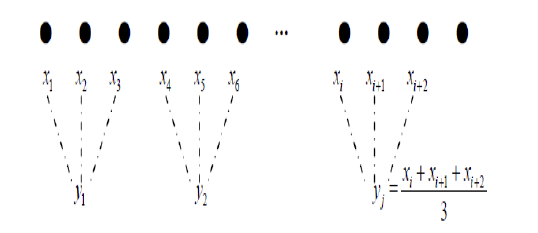 ...
x₁ x₂ x₃ x₄ x₅ x₆ xᵢ xᵢ₊₁ xᵢ₊₂
y₁ y₂ yⱼ = (xᵢ + xᵢ₊₁ + xᵢ₊₂) / 3